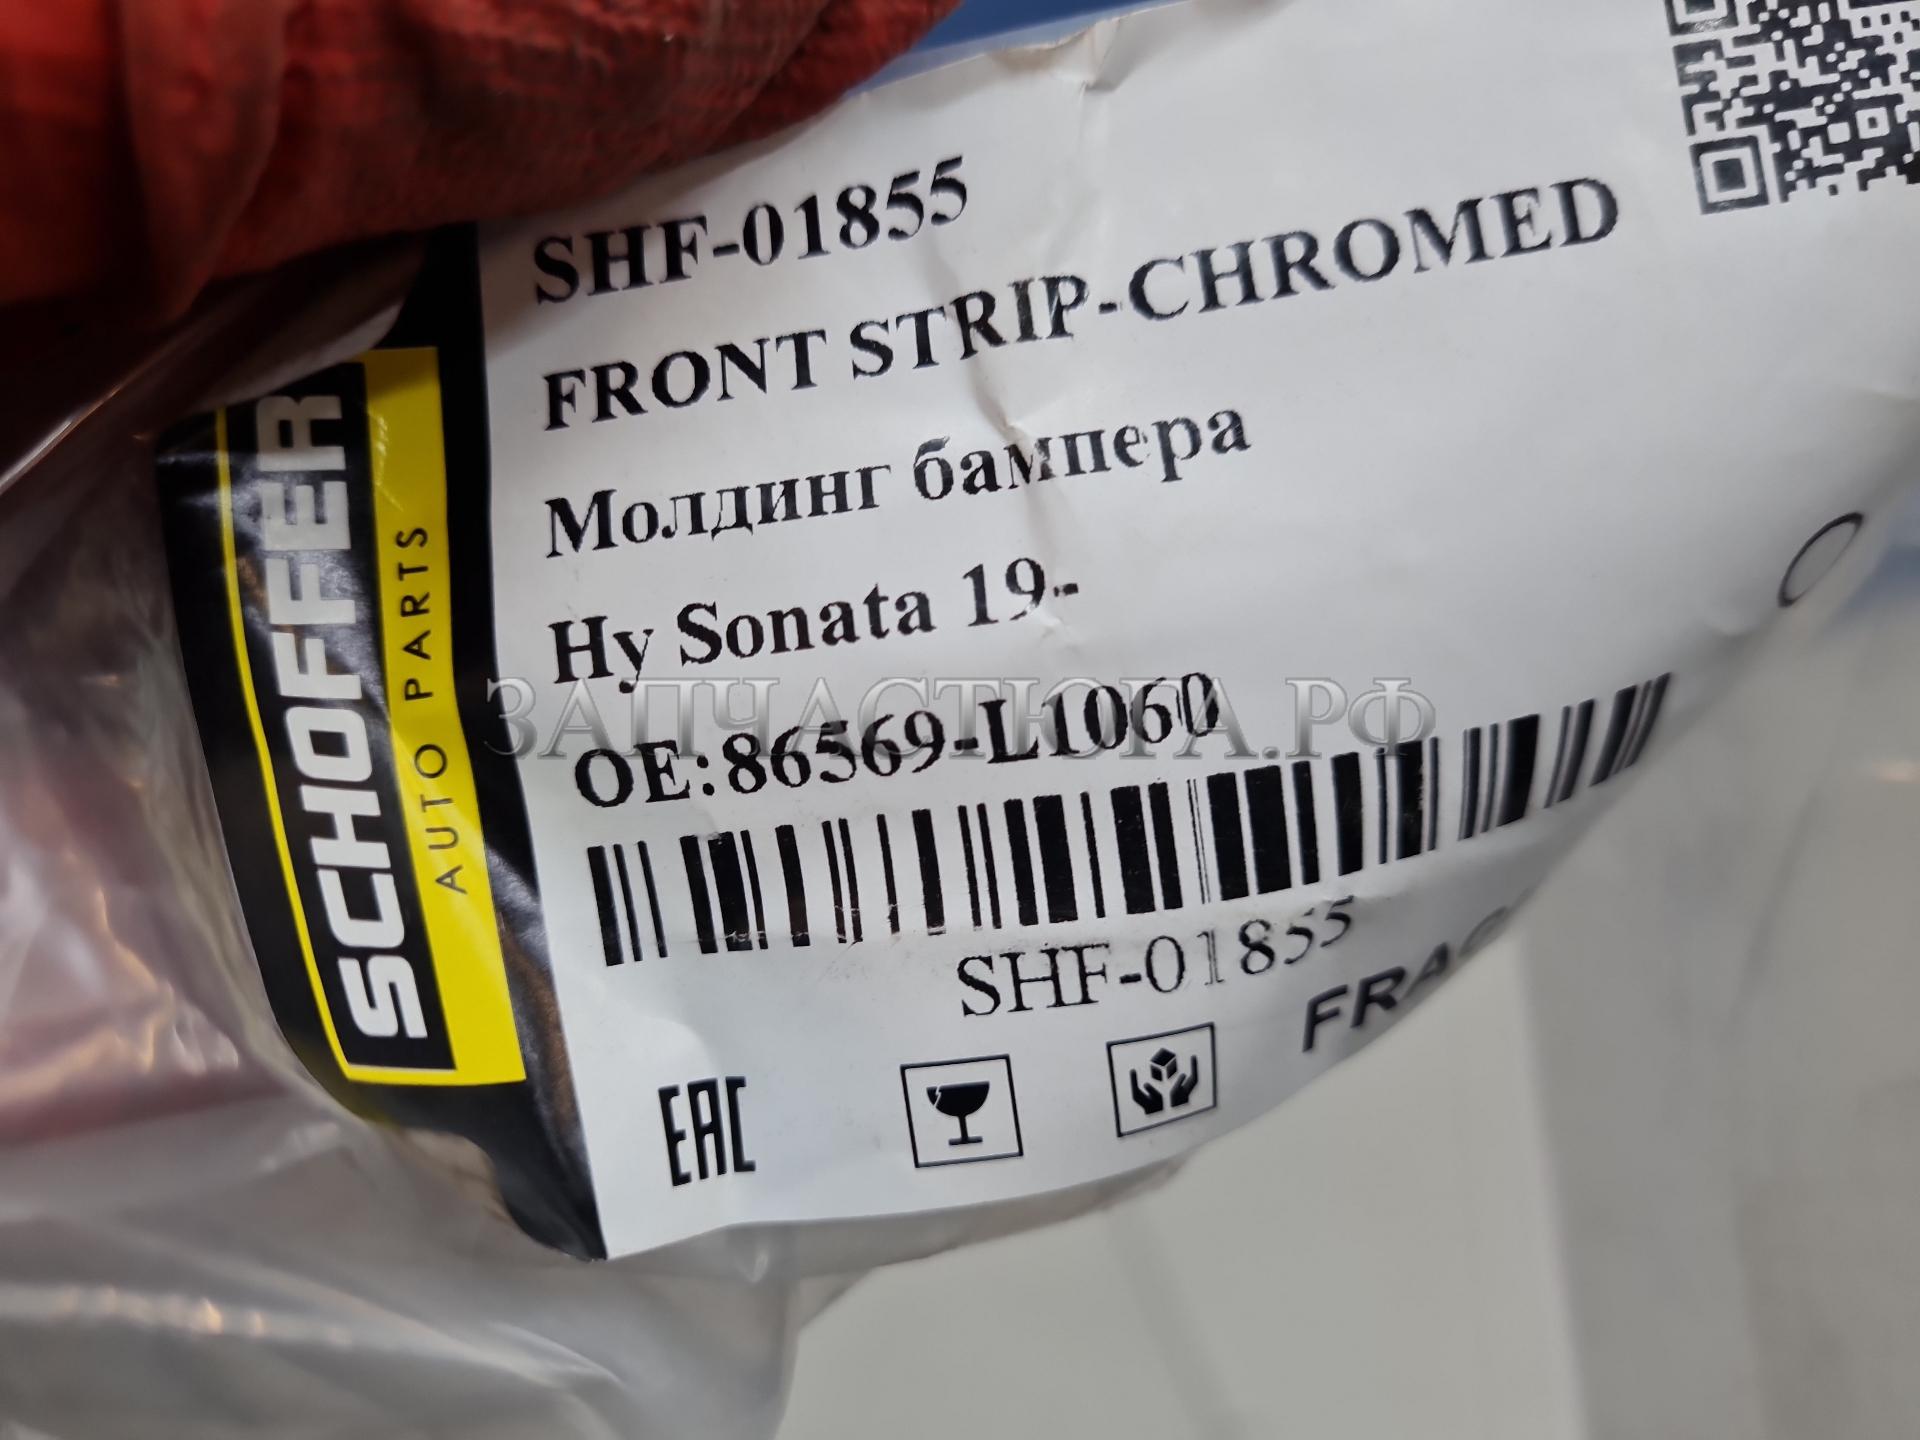 SHF-01855
FRONT STRIP-CHROMED
Молдинг бампера
Hy Sonata 19-
ЗАПЧАСТЮГА.РФ
OE:86569-L1060
SHF-01855
EAC
SCHOFFER
AUTO PARTS